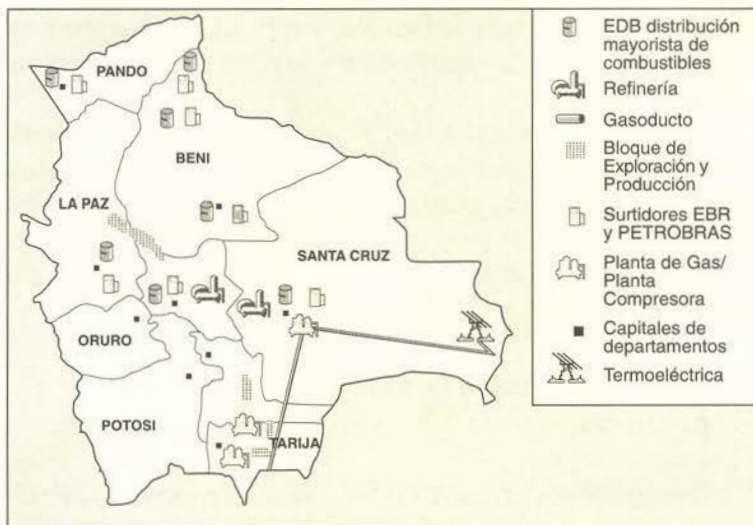 PANDO
BENI
LA PAZ
SANTA CRUZ
ORURO
POTOSI
TARIJA
EDB distribución
mayorista de
combustibles
Refinería
Gasoducto
Bloque de
Exploración y
Producción
Surtidores EBR
y PETROBRAS
Planta de Gas/
Planta
Compresora
Capitales de
departamentos
Termoeléctrica